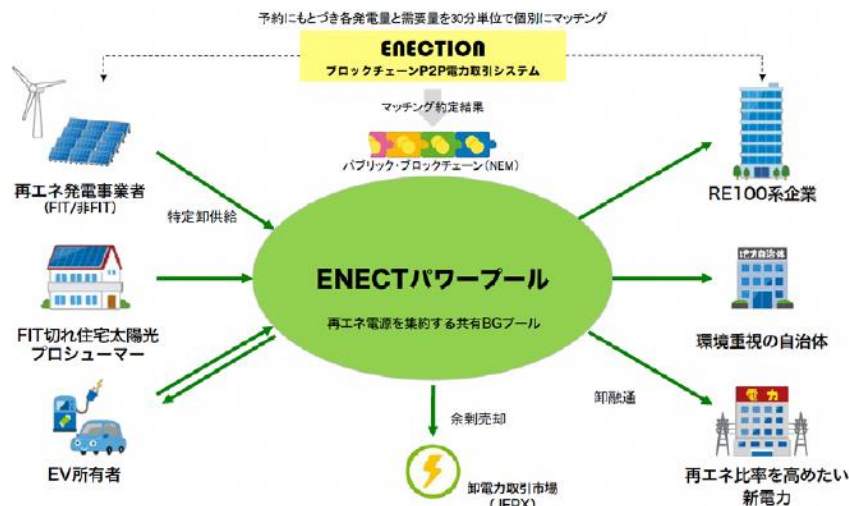 予約にもとづき各発電量と需要量を30分単位で個別にマッチング
ENECTION
ブロックチェーンP2P電力取引システム
マッチング約定結果
パブリック・ブロックチェーン(NEM)
再エネ発電事業者
(FIT/非FIT)
特定卸供給
RE100系企業
ENECTパワープール
再エネ電源を集約する共有BGプール
FIT切れ住宅太陽光
プロシューマー
地方自治体
環境重視の自治体
EV所有者
余剰売却
卸融通
電力
卸電力取引市場
(JEPX)
再エネ比率を高めたい
新電力